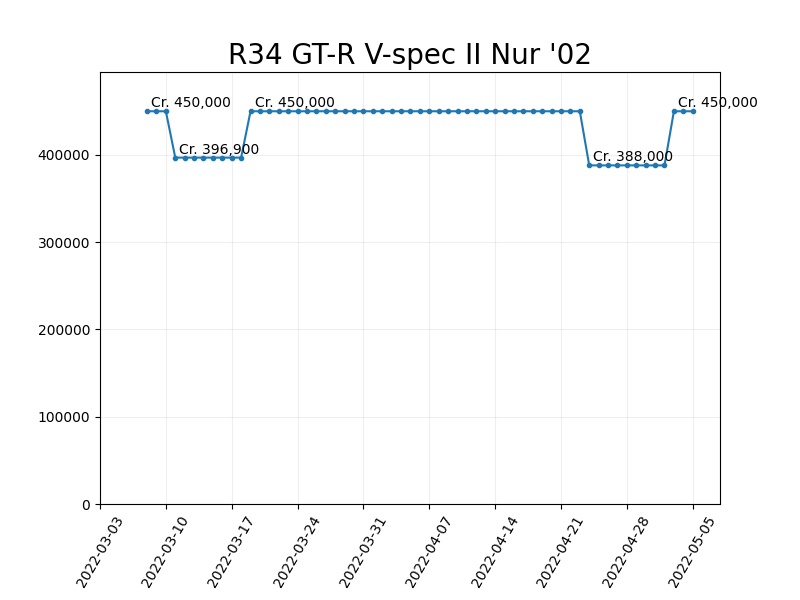 R34 GT-R V-spec II Nur '02
Cr. 450,000
Cr. 450,000
Cr. 450,000
Cr. 396,900
Cr. 388,000
400000
300000
200000
100000
0
2022-03-03
2022-03-10
2022-03-17
2022-03-24
2022-03-31
2022-04-07
2022-04-14
2022-04-21
2022-04-28
2022-05-05